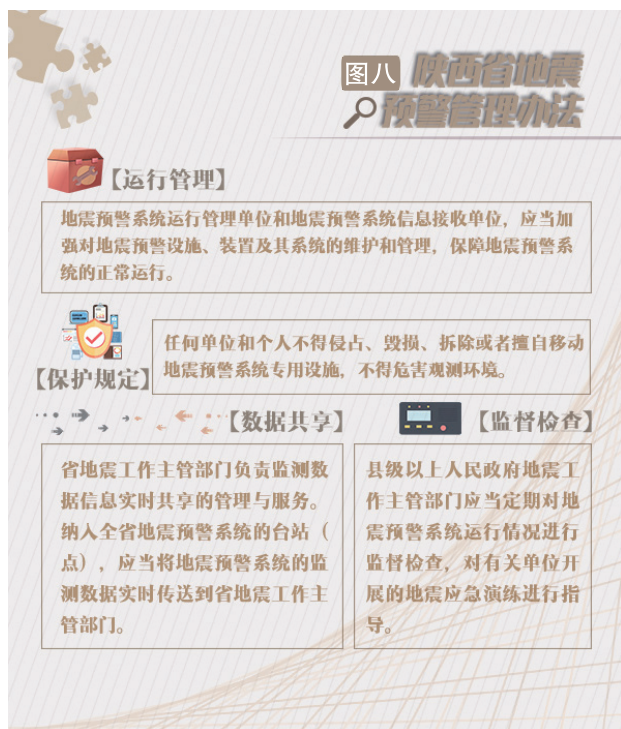 图八 陕西省地震
预警管理办法
【运行管理】
地震预警系统运行管理单位和地震预警系统信息接收单位，应当加
强对地震预警设施、装置及其系统的维护和管理，保障地震预警系
统的正常运行。
【保护规定】
任何单位和个人不得侵占、毁损、拆除或者擅自移动
地震预警系统专用设施，不得危害观测环境。
【数据共享】
省地震工作主管部门负责监测数
据信息实时共享的管理与服务。
纳入全省地震预警系统的台站（
点），应当将地震预警系统的监
测数据实时传送到省地震工作主
管部门。
【监督检查】
县级以上人民政府地震工
作主管部门应当定期对地
震预警系统运行情况进行
监督检查，对有关单位开
展的地震应急演练进行指
导。